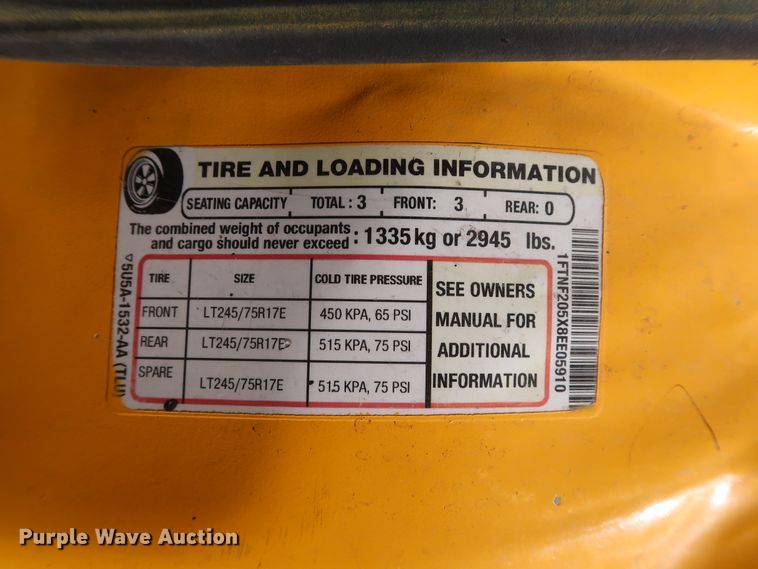 TIRE AND LOADING INFORMATION
SEATING CAPACITY TOTAL : 3 FRONT: 3 REAR: 0
The combined weight of occupants
and cargo should never exceed : 1335 kg or 2945 lbs.
TIRE SIZE COLD TIRE PRESSURE
FRONT LT245/75R17E 450 KPA, 65 PSI
REAR LT245/75R17E 515 KPA, 75 PSI
SPARE LT245/75R17E 515 KPA, 75 PSI
SEE OWNERS
MANUAL FOR
ADDITIONAL
INFORMATION
5U5A-1532-AA (TLU)
1FTNF205X8EE05910
Purple Wave Auction